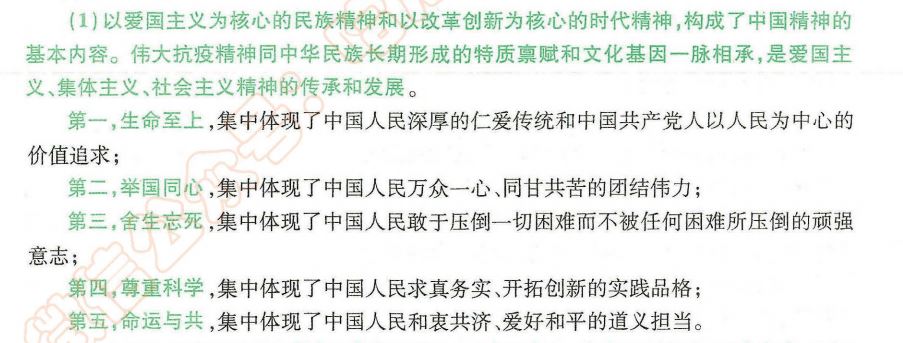 (1)以爱国主义为核心的民族精神和以改革创新为核心的时代精神,构成了中国精神的
基本内容。伟大抗疫精神同中华民族长期形成的特质禀赋和文化基因一脉相承,是爱国主
义、集体主义、社会主义精神的传承和发展。
第一,生命至上,集中体现了中国人民深厚的仁爱传统和中国共产党人以人民为中心的
价值追求;
第二,举国同心,集中体现了中国人民万众一心、同甘共苦的团结伟力;
第三,舍生忘死,集中体现了中国人民敢于压倒一切困难而不被任何困难所压倒的顽强
意志;
第四,尊重科学,集中体现了中国人民求真务实、开拓创新的实践品格;
第五,命运与共,集中体现了中国人民和衷共济、爱好和平的道义担当。